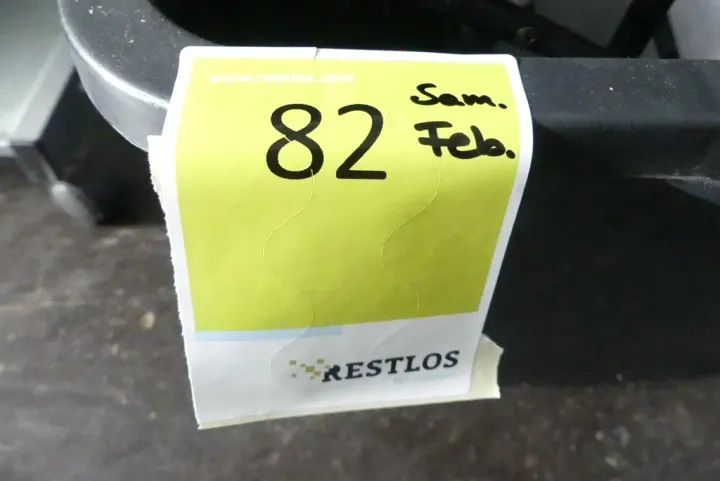 82
Sam.
Feb.
RESTLOS